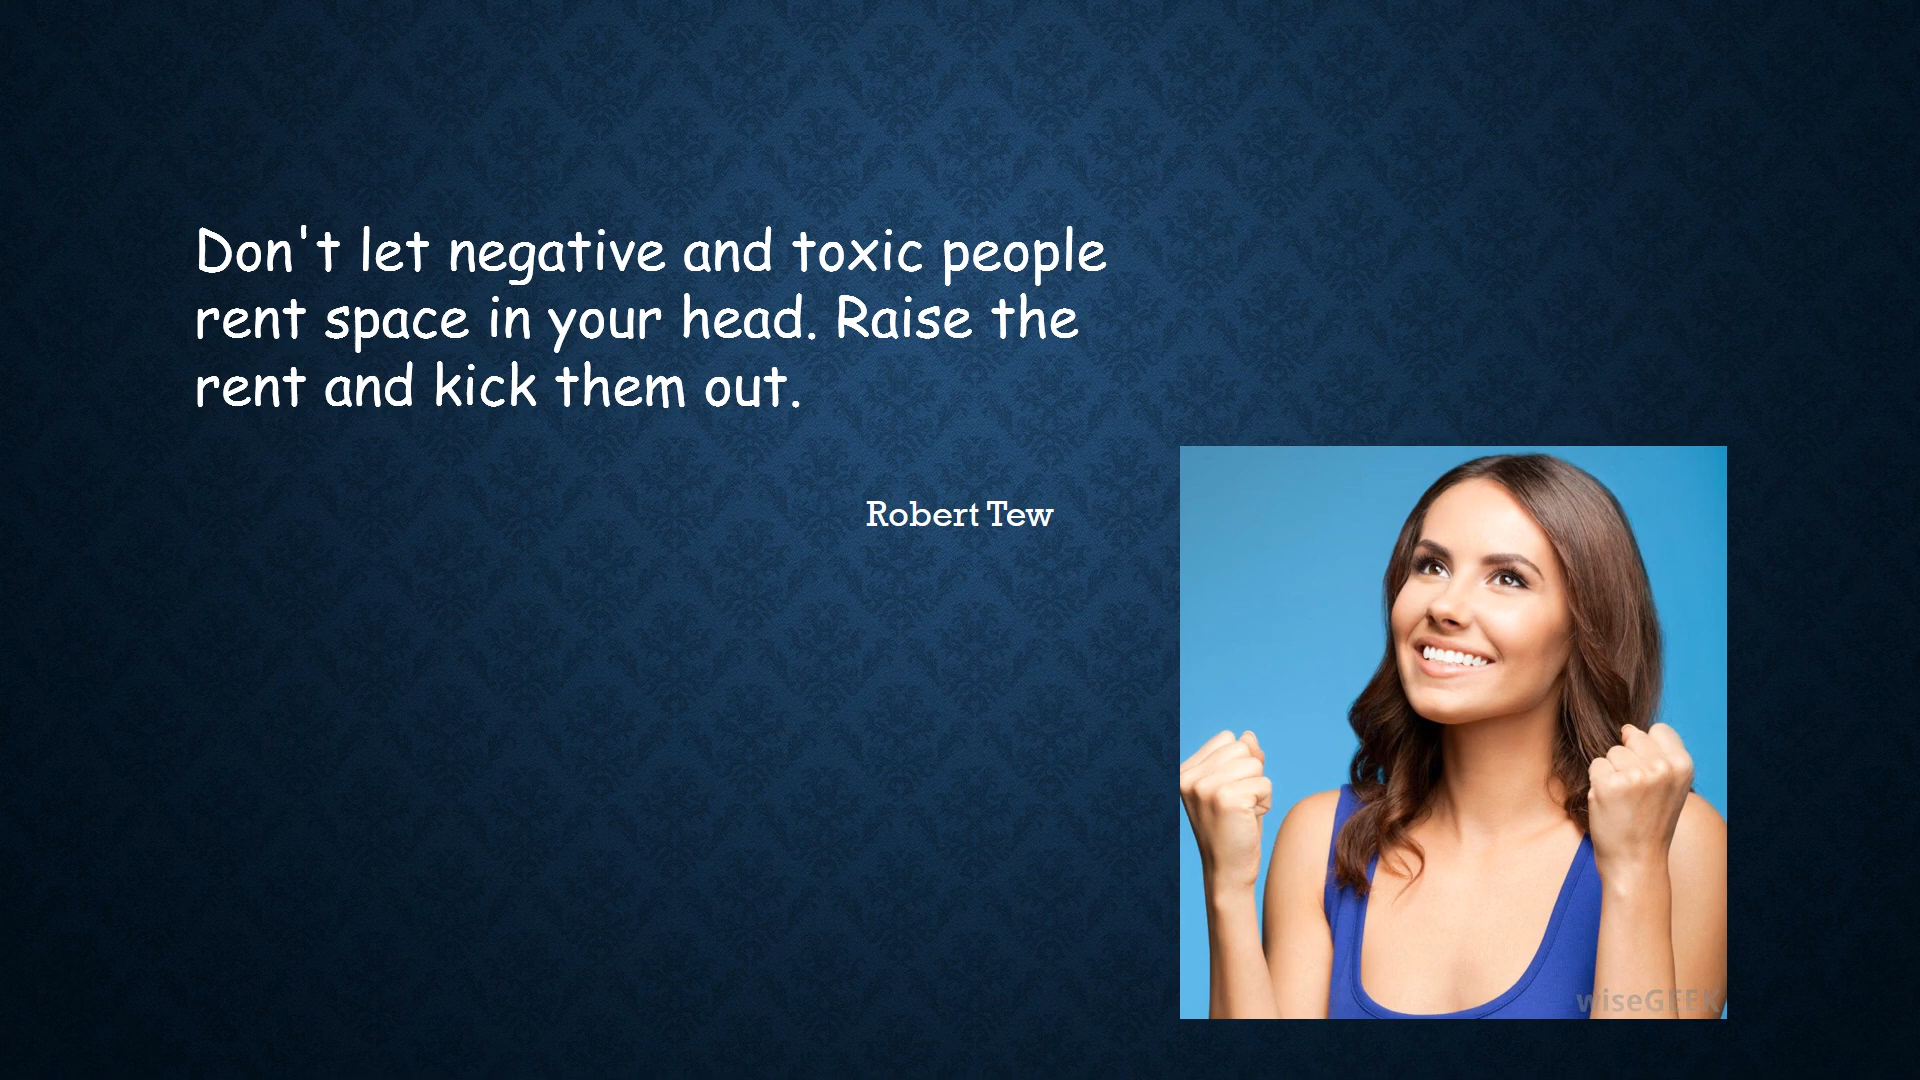 Don't let negative and toxic people
rent space in your head. Raise the
rent and kick them out.
Robert Tew
wiseGEEK